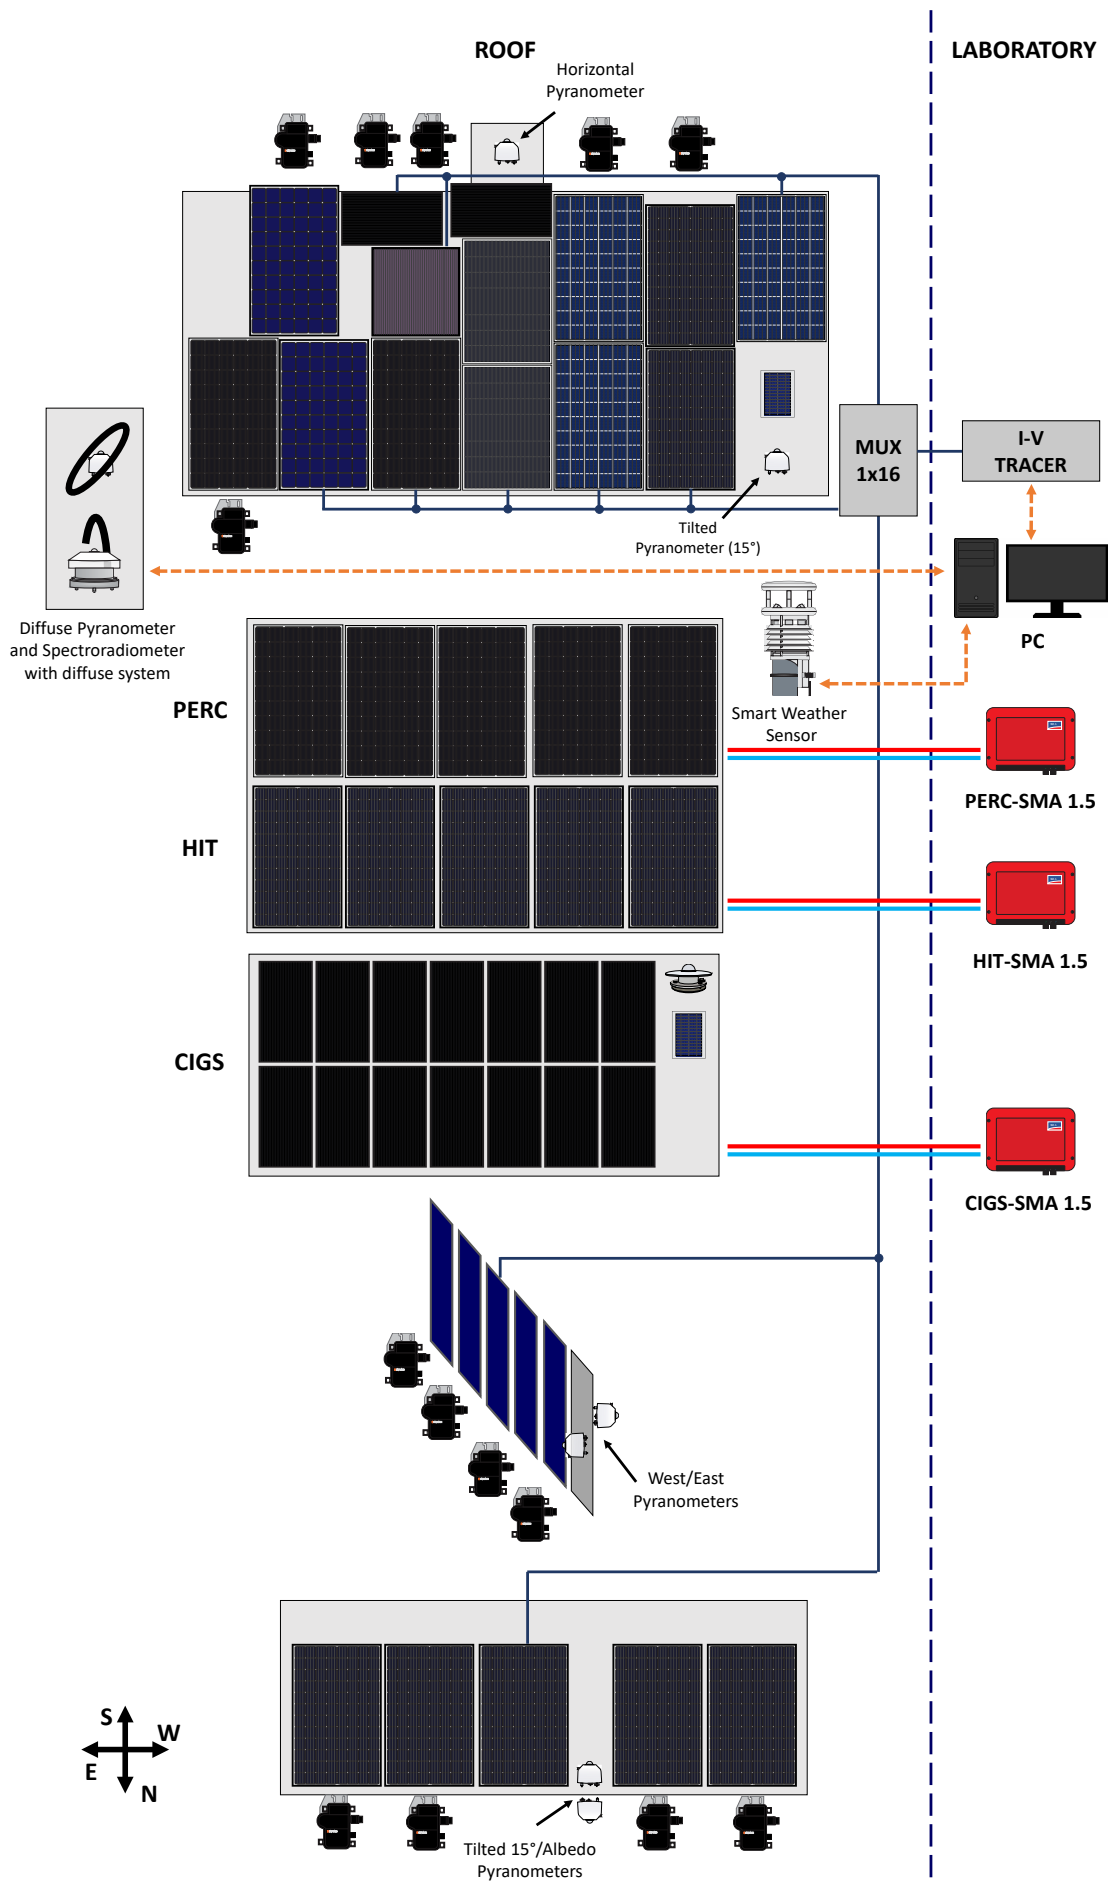 ROOF
LABORATORY
Horizontal
Pyranometer
MUX
1x16
I-V
TRACER
Tilted
Pyranometer (15°)
PC
Diffuse Pyranometer
and Spectroradiometer
with diffuse system
Smart Weather
Sensor
PERC
PERC-SMA 1.5
HIT
HIT-SMA 1.5
CIGS
CIGS-SMA 1.5
West/East
Pyranometers
S
W
E
N
Tilted 15°/Albedo
Pyranometers